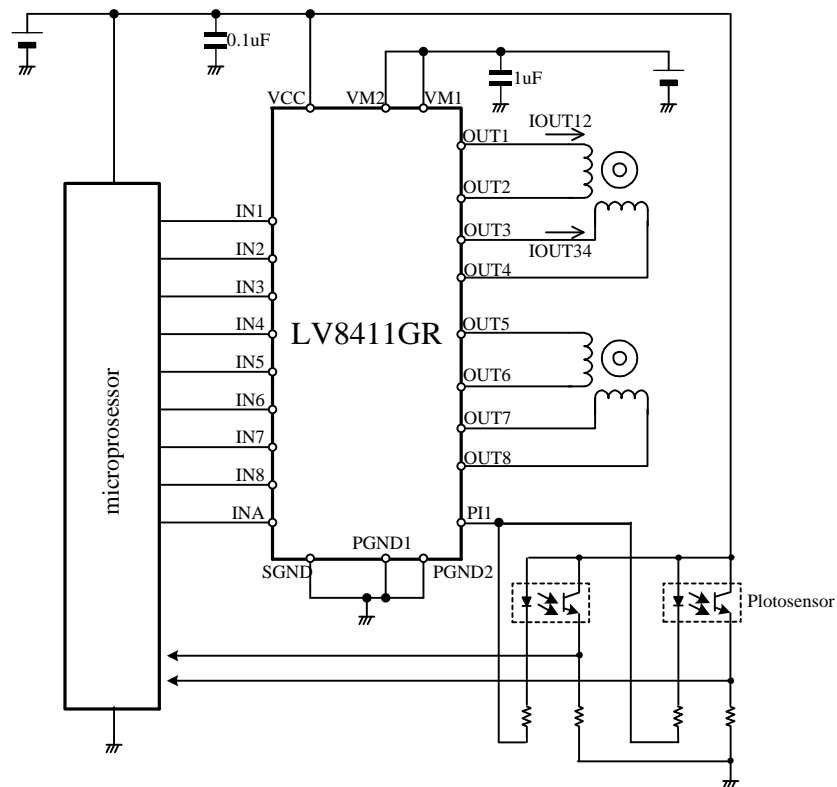 0.1uF
1uF
VCC
VM2
VM1
OUT1
IOUT12
OUT2
IN1
OUT3
IN2
IOUT34
OUT4
IN3
IN4
LV8411GR
OUT5
IN5
OUT6
IN6
OUT7
IN7
OUT8
IN8
microprosessor
INA
PI1
PGND1
SGND
PGND2
Plotosensor